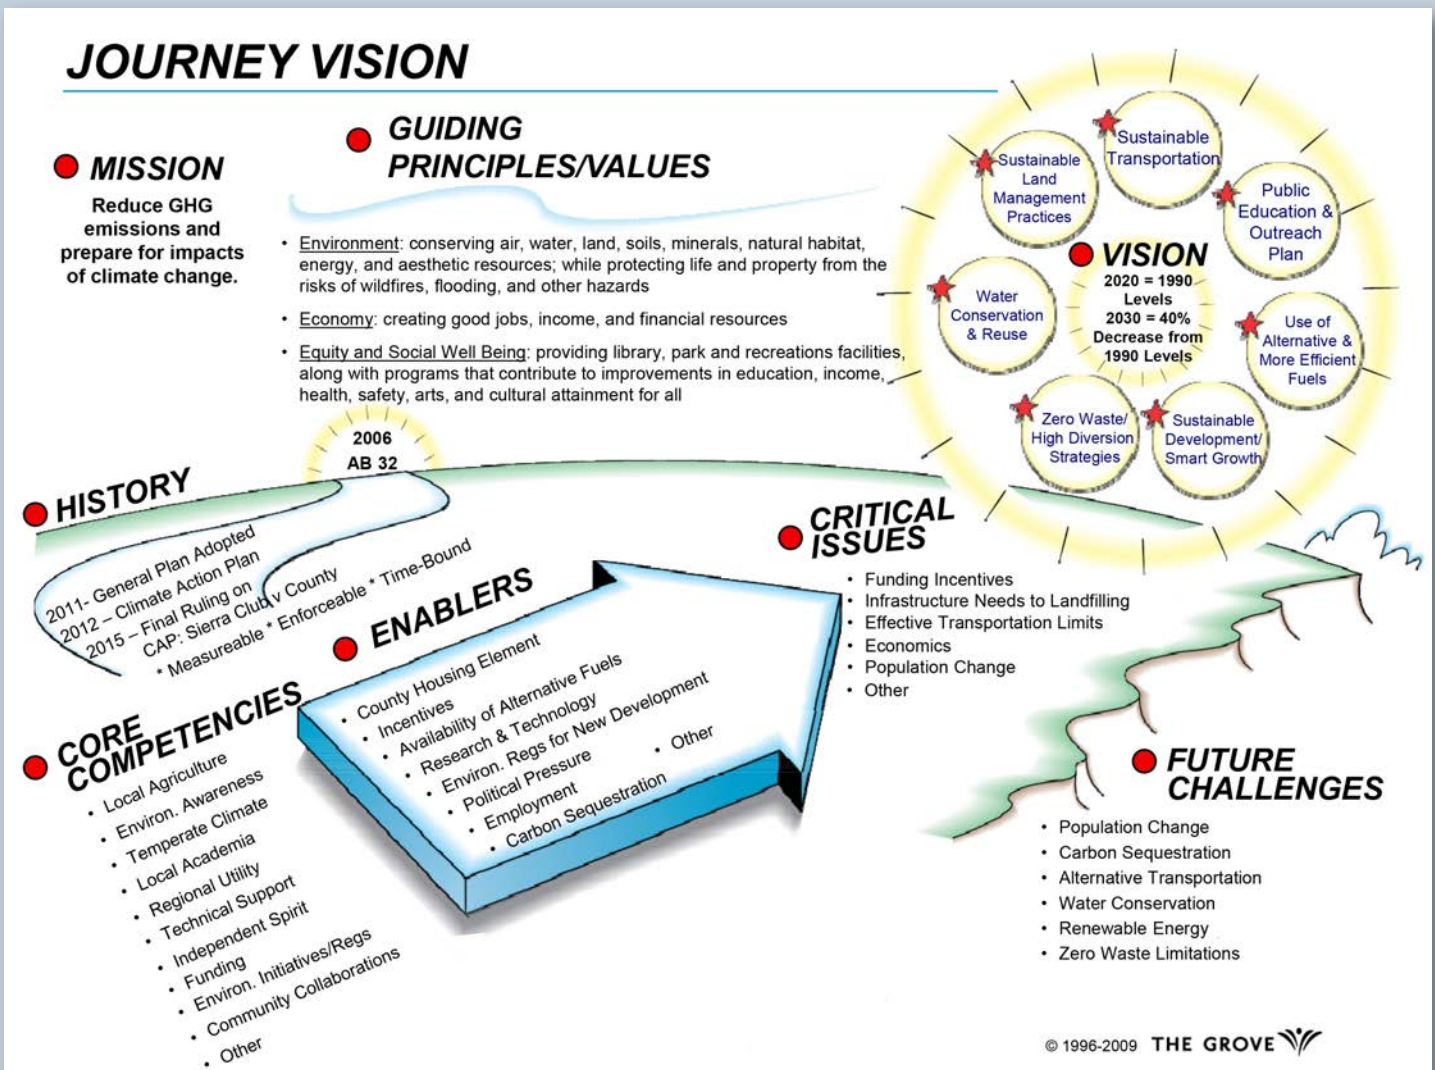 JOURNEY VISION
MISSION
Reduce GHG
emissions and
prepare for impacts
of climate change.
GUIDING
PRINCIPLES/VALUES
• Environment: conserving air, water, land, soils, minerals, natural habitat,
energy, and aesthetic resources; while protecting life and property from the
risks of wildfires, flooding, and other hazards
• Economy: creating good jobs, income, and financial resources
• Equity and Social Well Being: providing library, park and recreations facilities,
along with programs that contribute to improvements in education, income,
health, safety, arts, and cultural attainment for all
VISION
2020 = 1990
Levels
2030 = 40%
Decrease from
1990 Levels
Sustainable
Transportation
Public
Education &
Outreach
Plan
Use of
Alternative &
More Efficient
Fuels
Sustainable
Development/
Smart Growth
Zero Waste/
High Diversion
Strategies
Water
Conservation
& Reuse
Sustainable
Land
Management
Practices
2006
AB 32
HISTORY
2011- General Plan Adopted
2012 – Climate Action Plan
2015 – Final Ruling on
CAP: Sierra Club v County
* Measureable * Enforceable * Time-Bound
ENABLERS
• County Housing Element
• Incentives
• Availability of Alternative Fuels
• Research & Technology
• Environ. Regs for New Development
• Political Pressure
• Employment
• Carbon Sequestration
• Other
CRITICAL
ISSUES
• Funding Incentives
• Infrastructure Needs to Landfilling
• Effective Transportation Limits
• Economics
• Population Change
• Other
CORE
COMPETENCIES
• Local Agriculture
• Environ. Awareness
• Temperate Climate
• Local Academia
• Regional Utility
• Technical Support
• Independent Spirit
• Funding
• Environ. Initiatives/Regs
• Community Collaborations
• Other
FUTURE
CHALLENGES
• Population Change
• Carbon Sequestration
• Alternative Transportation
• Water Conservation
• Renewable Energy
• Zero Waste Limitations
© 1996-2009 THE GROVE